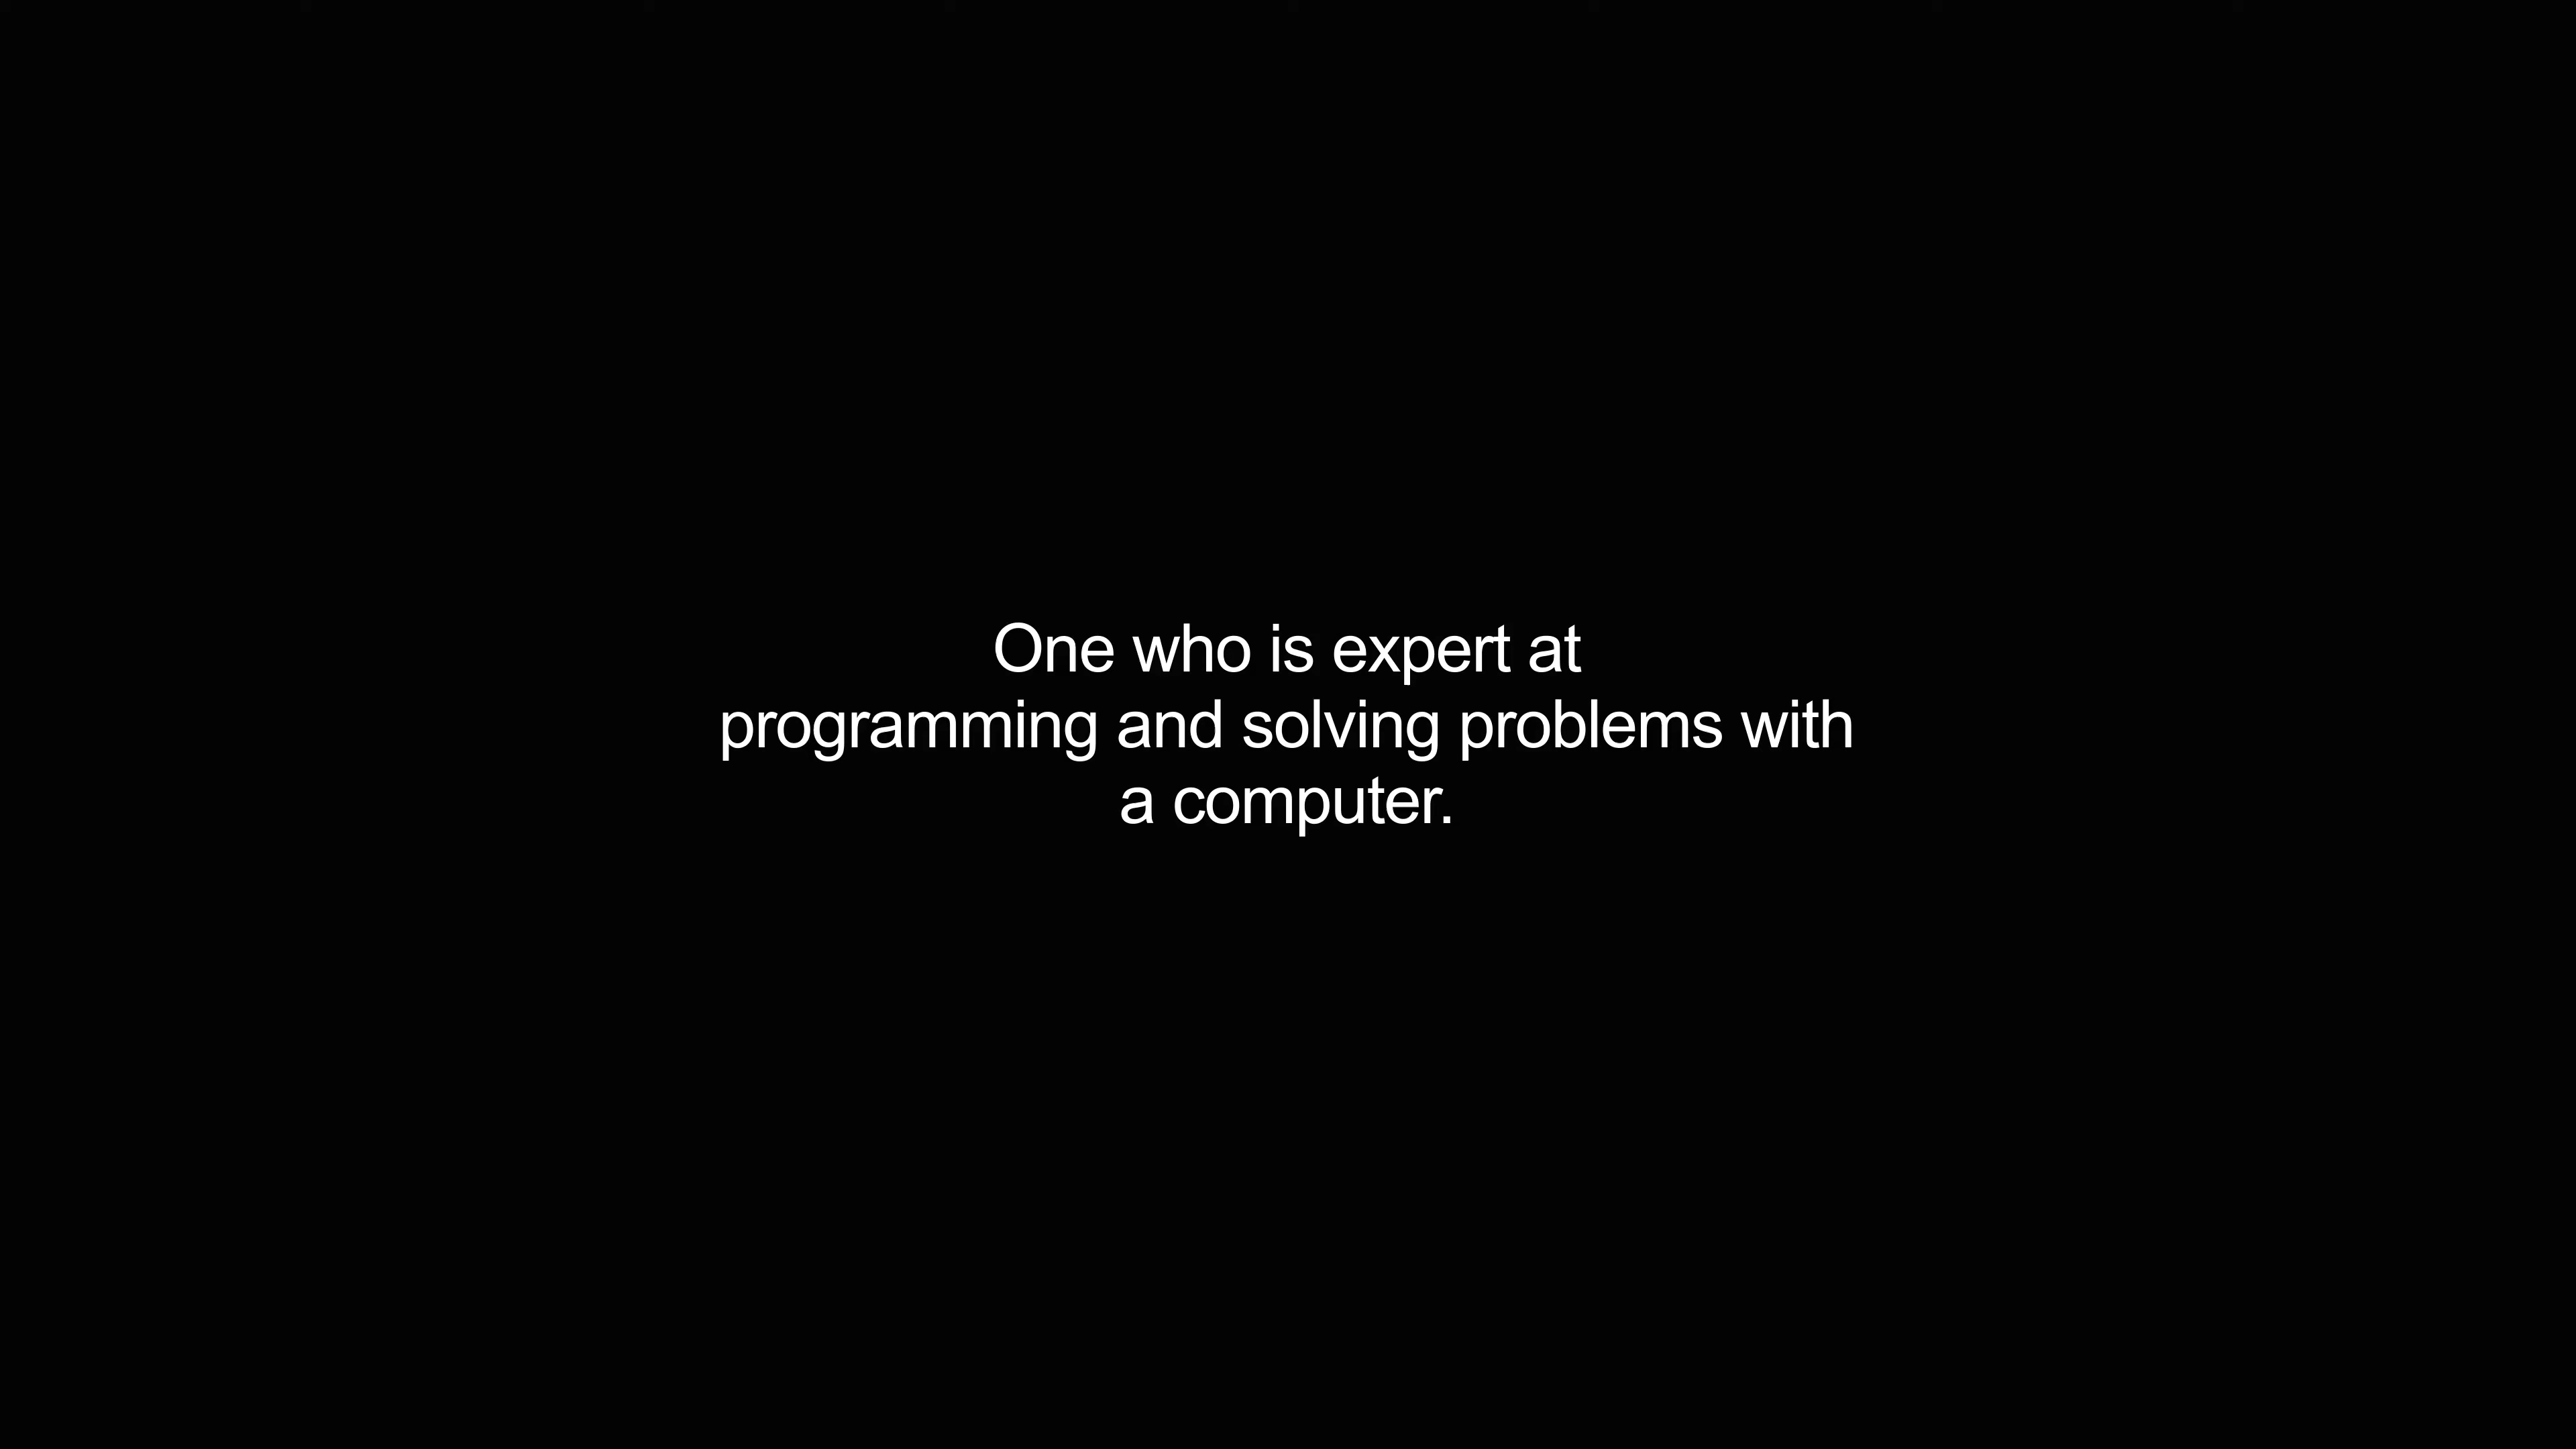 One who is expert at
programming and solving problems with
a computer.